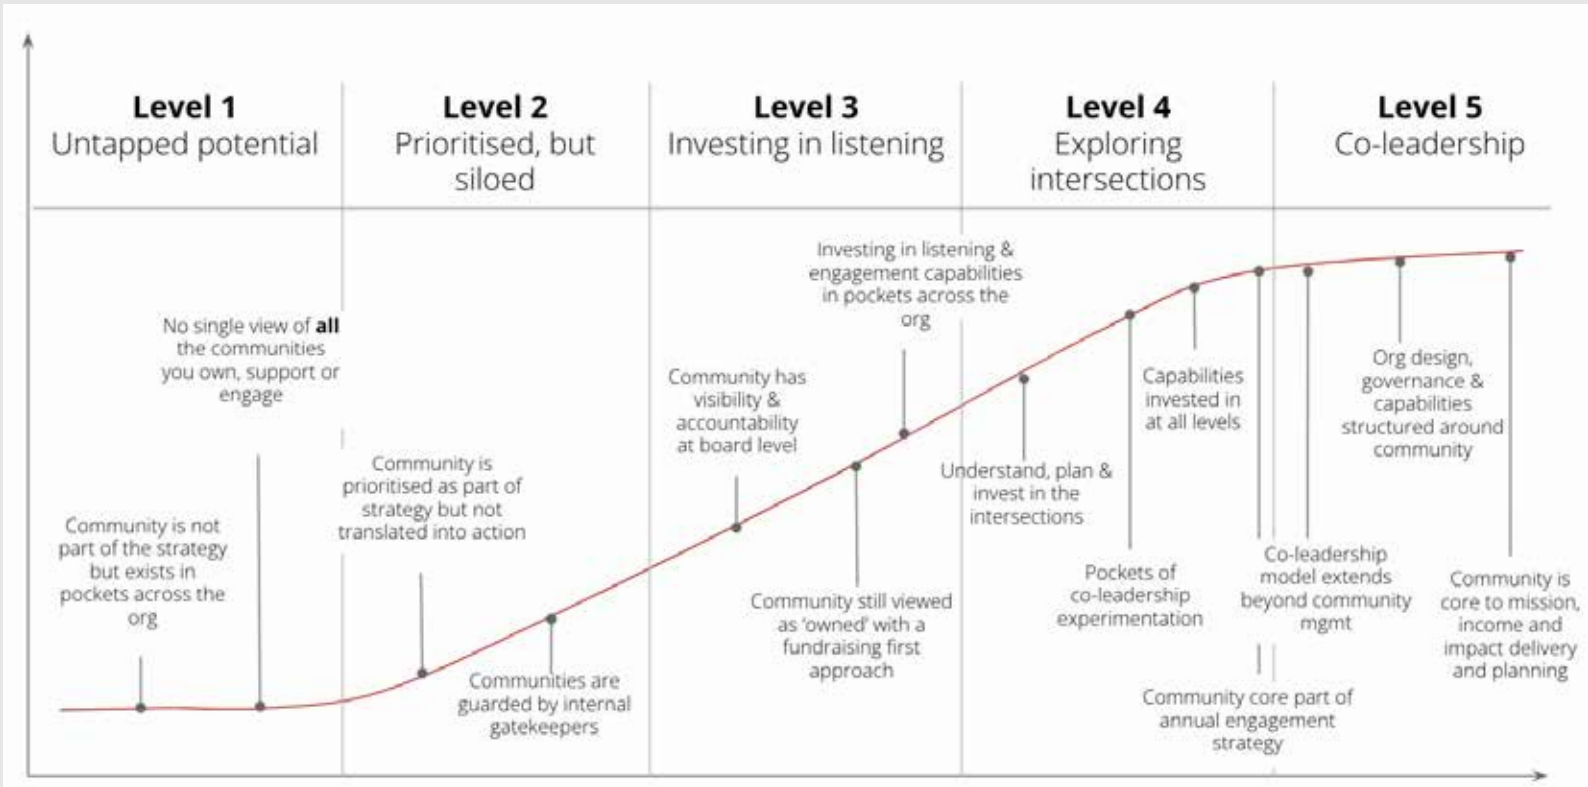 Level 1
Untapped potential
Level 2
Prioritised, but
siloed
Level 3
Investing in listening
Level 4
Exploring
intersections
Level 5
Co-leadership
Community is not
part of the strategy
but exists in
pockets across the
org
No single view of all
the communities
you own, support or
engage
Community is
prioritised as part of
strategy but not
translated into action
Communities are
guarded by internal
gatekeepers
Community has
visibility &
accountability
at board level
Community still viewed
as ‘owned’ with a
fundraising first
approach
Investing in listening &
engagement capabilities
in pockets across the
org
Understand, plan &
invest in the
intersections
Pockets of
co-leadership
experimentation
Capabilities
invested in
at all levels
Community core part of
annual engagement
strategy
Co-leadership
model extends
beyond community
mgmt
Org design,
governance &
capabilities
structured around
community
Community is
core to mission,
income and
impact delivery
and planning